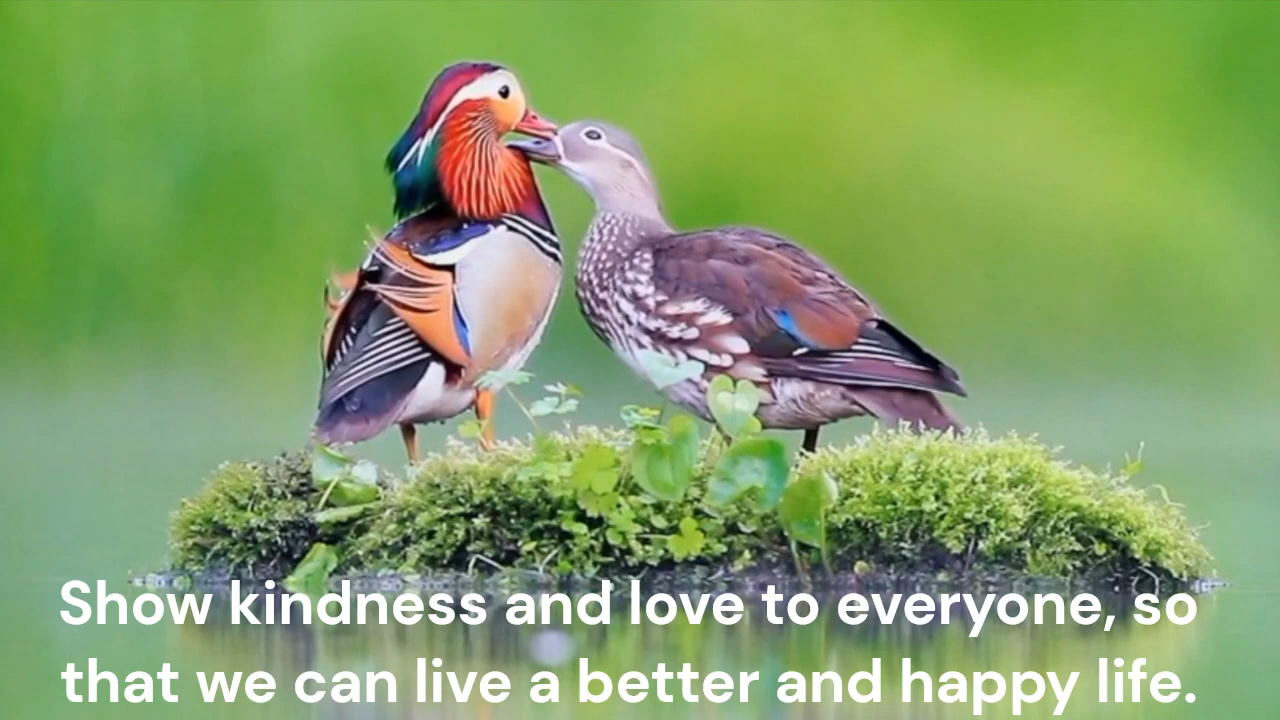 Show kindness and love to everyone, so
that we can live a better and happy life.